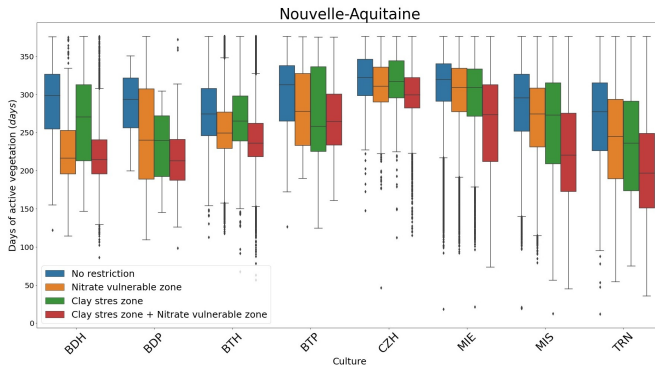 Nouvelle-Aquitaine
Days of active vegetation (days)
350
300
250
200
150
100
50
0
No restriction
Nitrate vulnerable zone
Clay stres zone
Clay stres zone + Nitrate vulnerable zone
BDH
BDP
BTH
BTP
CZH
MIE
MIS
TRN
Culture